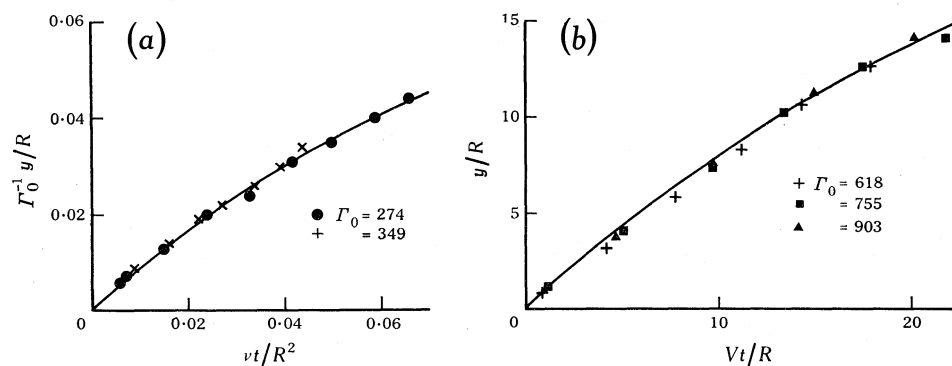 (a)
0·06
0·04
0·02
0
0·02
0·04
0·06
Γ₀⁻¹ y/R
νt/R²
● Γ₀ = 274
+ = 349
(b)
15
10
5
0
10
20
y/R
Vt/R
+ Γ₀ = 618
■ = 755
▲ = 903